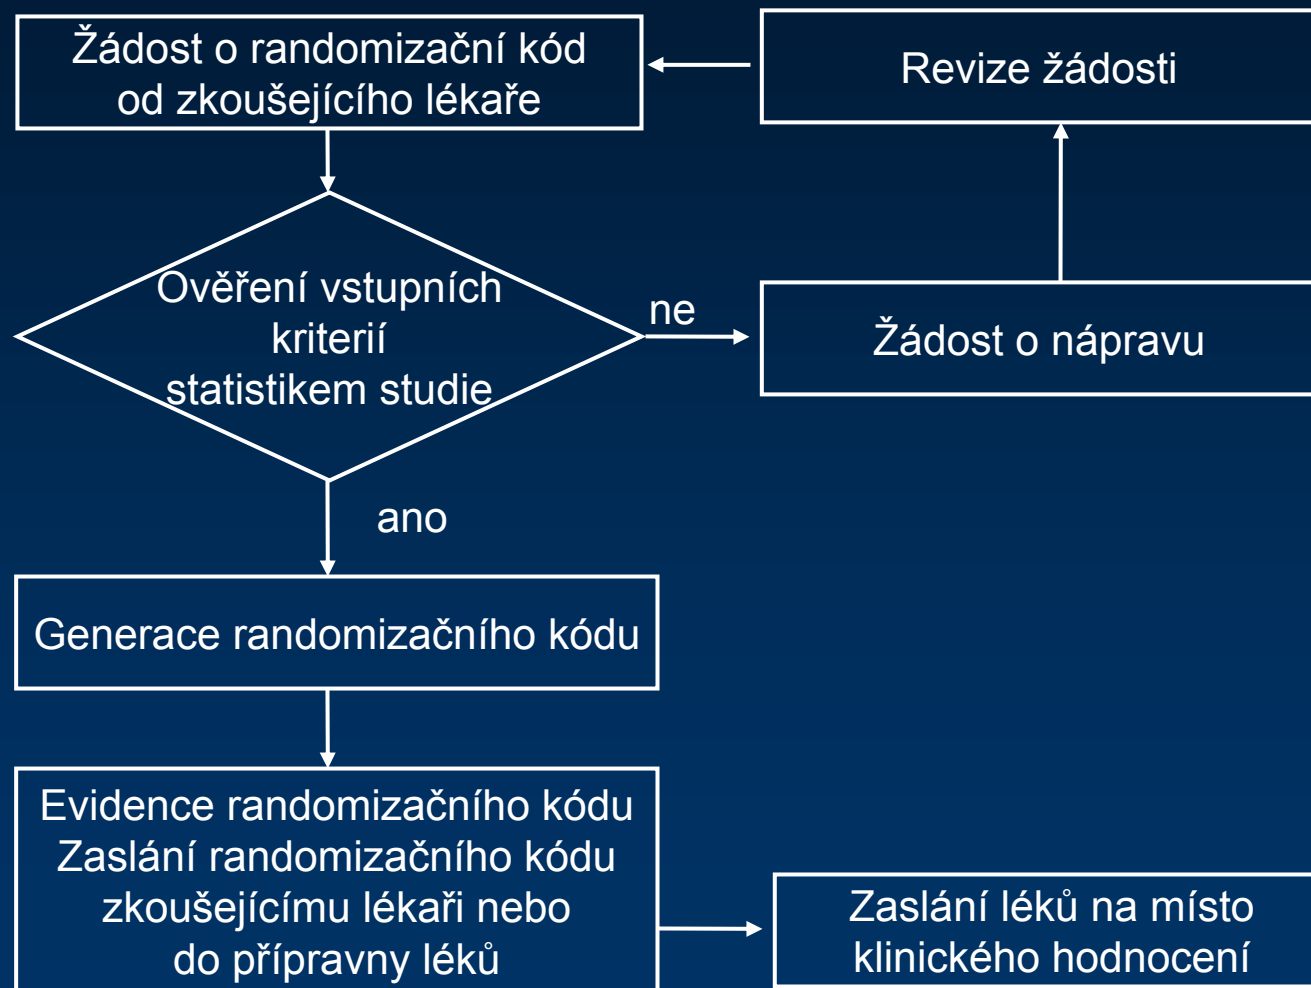 Žádost o randomizační kód
od zkoušejícího lékaře
Revize žádosti
Ověření vstupních
kriterií
statistikem studie
ne
Žádost o nápravu
ano
Generace randomizačního kódu
Evidence randomizačního kódu
Zaslání randomizačního kódu
zkoušejícímu lékaři nebo
do přípravny léků
Zaslání léků na místo
klinického hodnocení